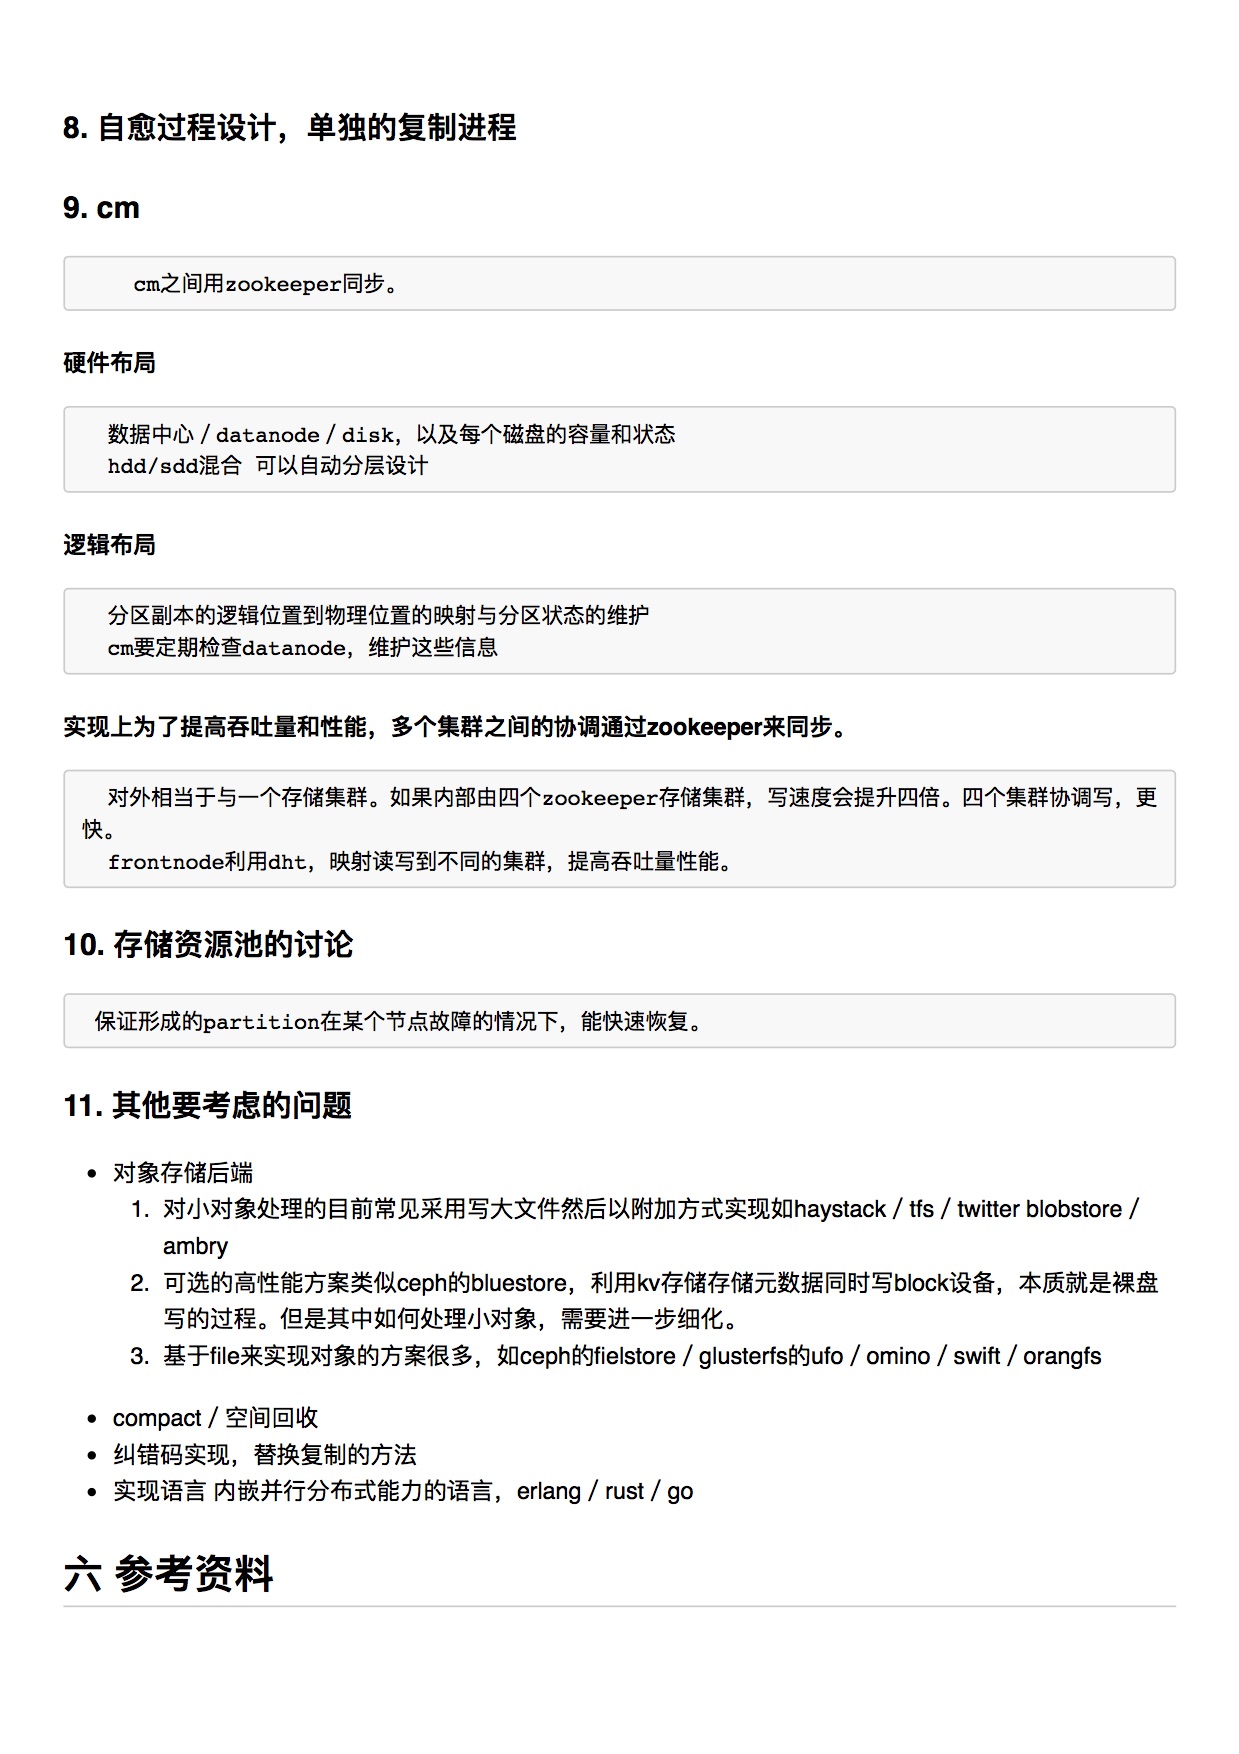 8. 自愈过程设计，单独的复制进程
9. cm
cm之间用zookeeper同步。
硬件布局
数据中心 / datanode / disk，以及每个磁盘的容量和状态
hdd/sdd混合 可以自动分层设计
逻辑布局
分区副本的逻辑位置到物理位置的映射与分区状态的维护
cm要定期检查datanode，维护这些信息
实现上为了提高吞吐量和性能，多个集群之间的协调通过zookeeper来同步。
对外相当于与一个存储集群。如果内部由四个zookeeper存储集群，写速度会提升四倍。四个集群协调写，更
快。
frontnode利用dht，映射读写到不同的集群，提高吞吐量性能。
10. 存储资源池的讨论
保证形成的partition在某个节点故障的情况下，能快速恢复。
11. 其他要考虑的问题
• 对象存储后端
1. 对小对象处理的目前常见采用写大文件然后以附加方式实现如haystack / tfs / twitter blobstore /
ambry
2. 可选的高性能方案类似ceph的bluestore，利用kv存储存储元数据同时写block设备，本质就是裸盘
写的过程。但是其中如何处理小对象，需要进一步细化。
3. 基于file来实现对象的方案很多，如ceph的fielstore / glusterfs的ufo / omino / swift / orangfs
• compact / 空间回收
• 纠错码实现，替换复制的方法
• 实现语言 内嵌并行分布式能力的语言，erlang / rust / go
六 参考资料